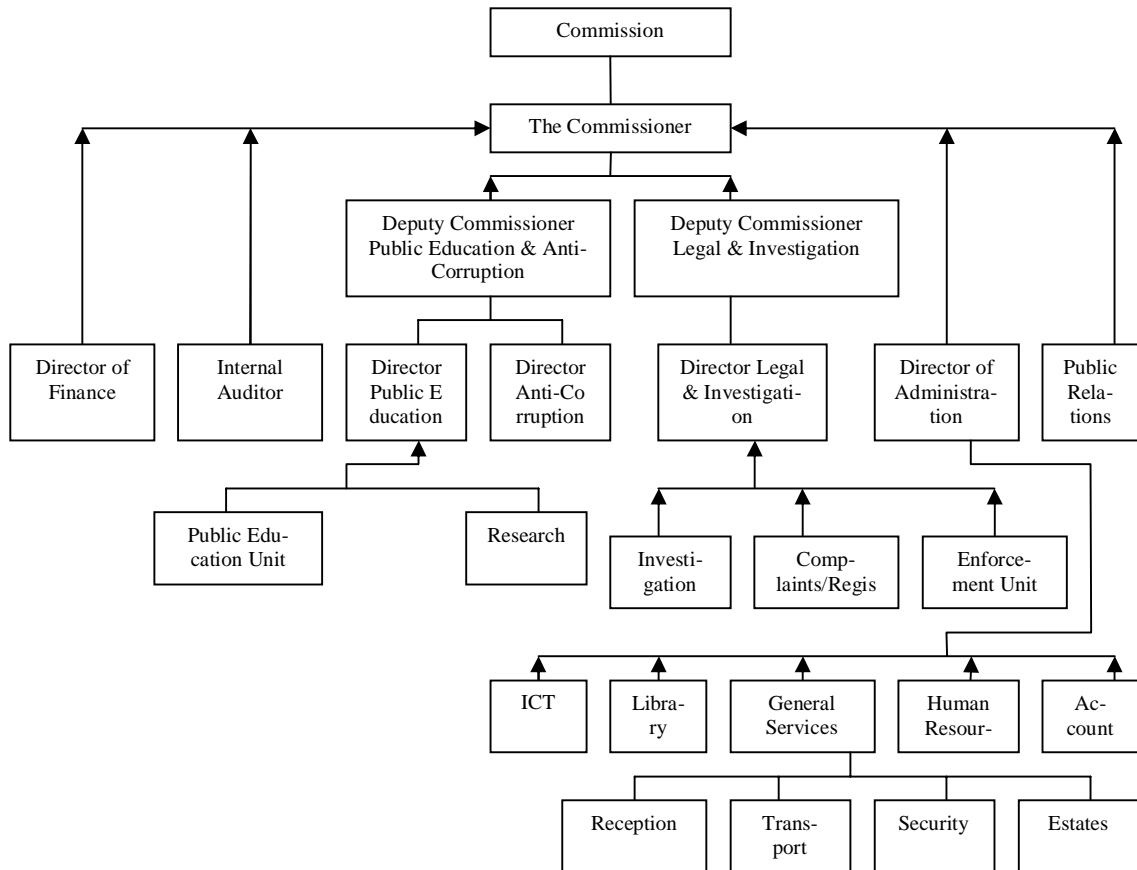 Commission
The Commissioner
Deputy Commissioner
Public Education & Anti-
Corruption
Deputy Commissioner
Legal & Investigation
Director of
Finance
Internal
Auditor
Director
Public E
ducation
Director
Anti-Co
rruption
Director Legal
& Investigati-
on
Director of
Administra-
tion
Public
Rela-
tions
Public Edu-
cation Unit
Research
Investi-
gation
Comp-
laints/Regis
Enforce-
ment Unit
ICT
Libra-
ry
General
Services
Human
Resour-
Ac-
count
Reception
Trans-
port
Security
Estates